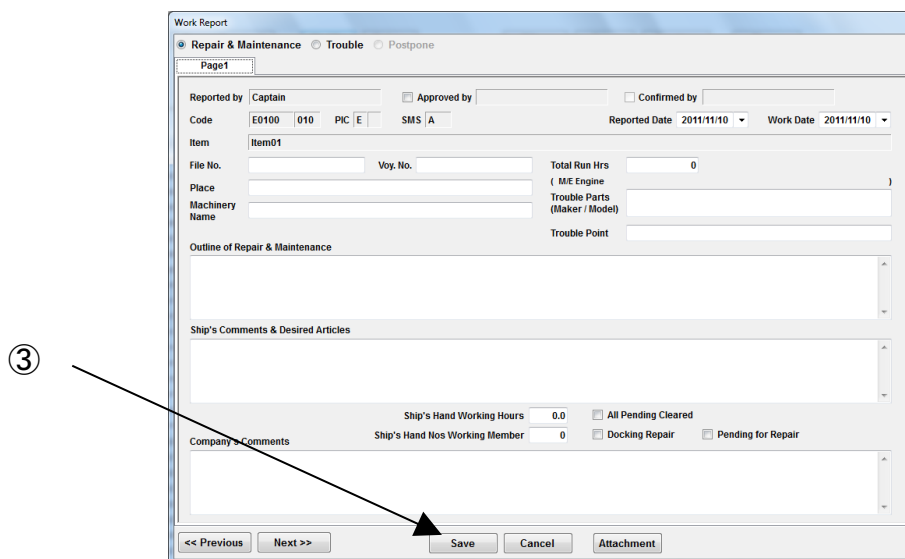 Work Report
Repair & Maintenance Trouble Postpone
Page1
Reported by Captain Approved by Confirmed by
Code E0100 010 PIC E SMS A Reported Date 2011/11/10 Work Date 2011/11/10
Item Item01
File No. Voy. No. Total Run Hrs 0
( M/E Engine )
Place
Trouble Parts
(Maker / Model)
Machinery
Name
Trouble Point
Outline of Repair & Maintenance
Ship's Comments & Desired Articles
③
Ship's Hand Working Hours 0.0 All Pending Cleared
Ship's Hand Nos Working Member 0 Docking Repair Pending for Repair
Company's Comments
<< Previous Next >> Save Cancel Attachment